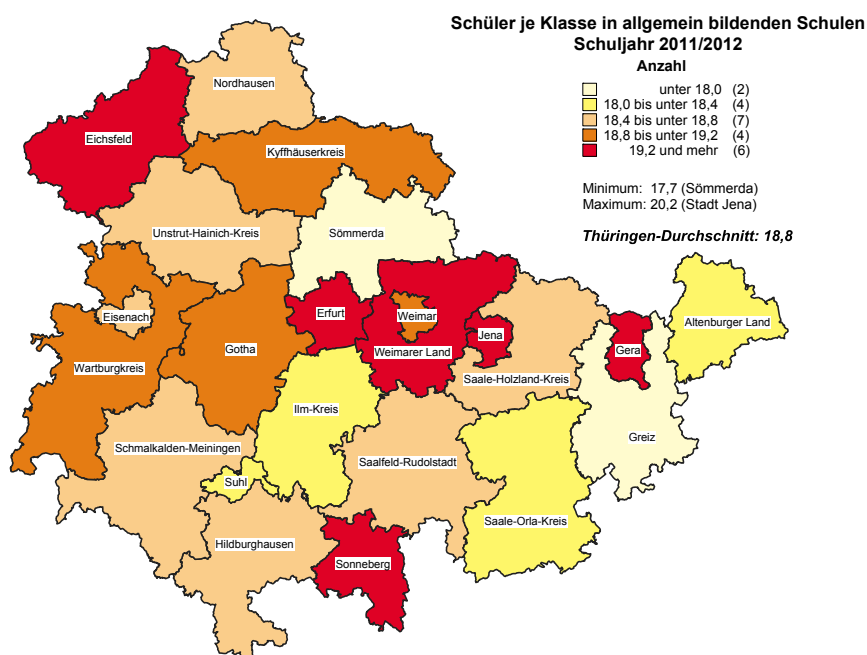 Schüler je Klasse in allgemein bildenden Schulen
Schuljahr 2011/2012
Anzahl
unter 18,0 (2)
18,0 bis unter 18,4 (4)
18,4 bis unter 18,8 (7)
18,8 bis unter 19,2 (4)
19,2 und mehr (6)
Minimum: 17,7 (Sömmerda)
Maximum: 20,2 (Stadt Jena)
Thüringen-Durchschnitt: 18,8
Nordhausen
Eichsfeld
Kyffhäuserkreis
Unstrut-Hainich-Kreis
Sömmerda
Eisenach
Erfurt
Weimar
Altenburger Land
Jena
Gotha
Weimarer Land
Gera
Wartburgkreis
Saale-Holzland-Kreis
Ilm-Kreis
Greiz
Schmalkalden-Meiningen
Saalfeld-Rudolstadt
Suhl
Saale-Orla-Kreis
Hildburghausen
Sonneberg